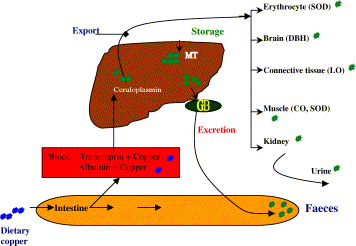 Erythrocyte (SOD)
Export
Storage
Brain (DBH)
MT
Connective tissue (LO)
Ceruloplasmin
GB
Muscle (CO, SOD)
Excretion
Kidney
Blood Transcuprin + Copper
Albumin + Copper
Urine
Intestine
Faeces
Dietary
copper